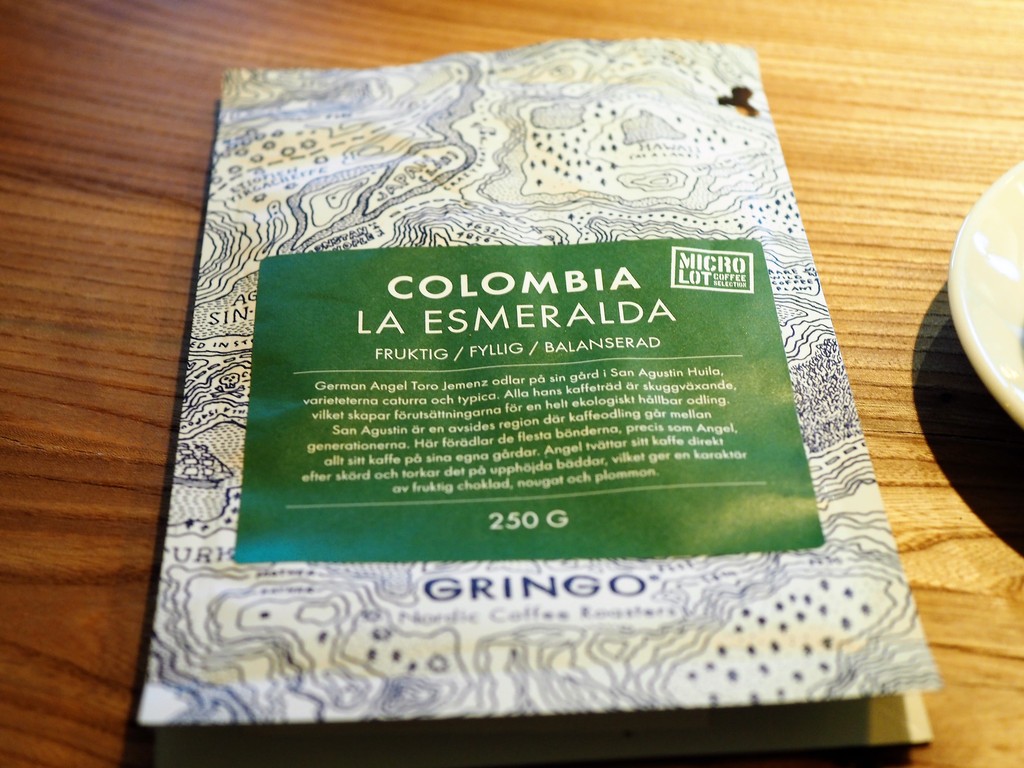 HAWAII
JAPAN
MICRO
LOT COFFEE
SELECTION
COLOMBIA
LA ESMERALDA
FRUKTIG / FYLLIG / BALANSERAD
German Angel Toro Jemenz odlar på sin gård i San Agustin Huila,
varieteterna caturra och typica. Alla hans kaffeträd är skuggväxande,
vilket skapar förutsättningarna för en helt ekologiskt hållbar odling.
San Agustin är en avsides region där kaffeodling går mellan
generationerna. Här förädlar de flesta bönderna, precis som Angel,
allt sitt kaffe på sina egna gårdar. Angel tvättar sitt kaffe direkt
efter skörd och torkar det på upphöjda bäddar, vilket ger en karaktär
av fruktig choklad, nougat och plommon.
250 G
GRINGO
Nordic Coffee Roasters